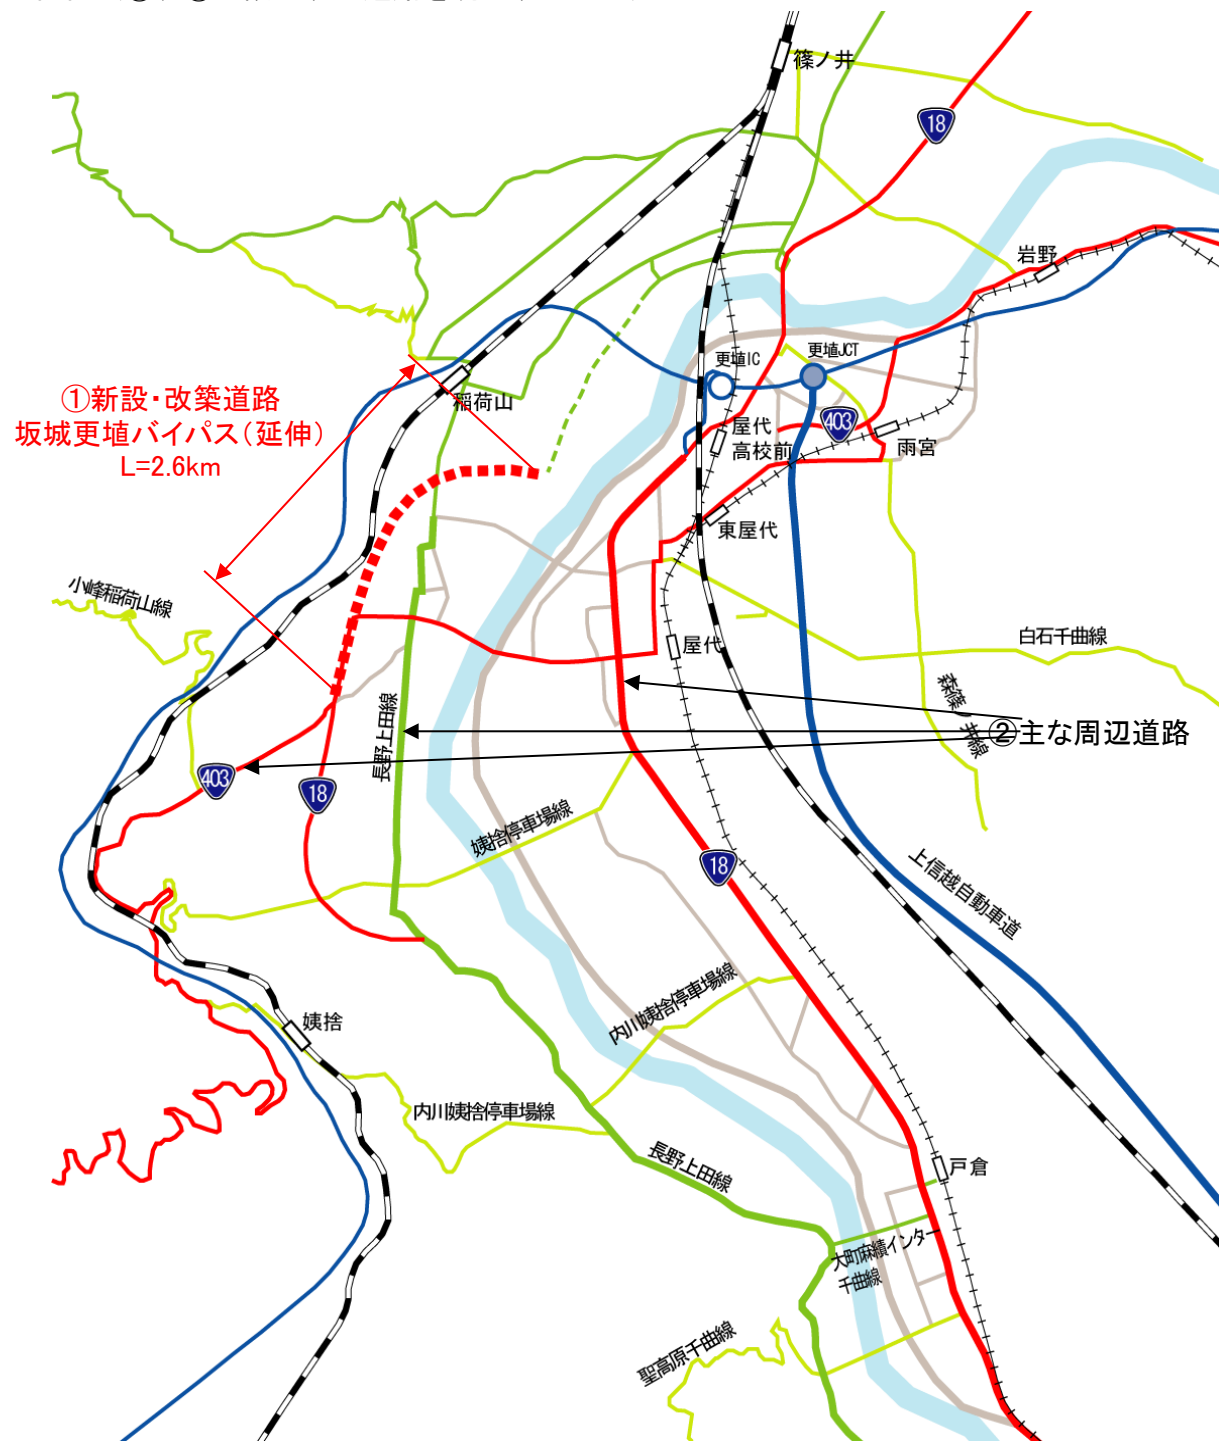 篠ノ井
18
岩野
更埴IC
更埴JCT
①新設・改築道路
坂城更埴バイパス(延伸)
L=2.6km
稲荷山
屋代
高校前
403
雨宮
東屋代
小峰稲荷山線
屋代
白石千曲線
森篠ノ井線
長野上田線
②主な周辺道路
403
18
姨捨停車場線
18
上信越自動車道
内川姨捨停車場線
姨捨
内川姨捨停車場線
長野上田線
戸倉
大町麻績インター
千曲線
聖高原千曲線